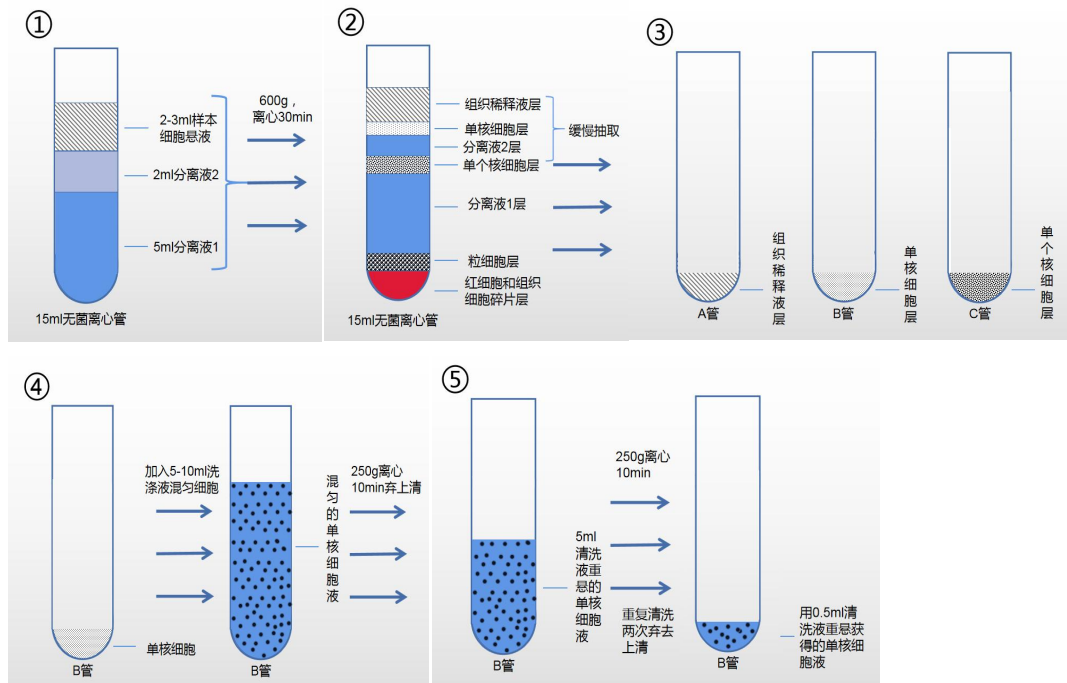 ①
2-3ml样本
细胞悬液
2ml分离液2
5ml分离液1
600g，
离心30min
15ml无菌离心管
②
组织稀释液层
单核细胞层
分离液2层
单个核细胞层
缓慢抽取
分离液1层
粒细胞层
红细胞和组织
细胞碎片层
15ml无菌离心管
③
组织稀释液层
A管
单核细胞层
B管
单个核细胞层
C管
④
单核细胞
B管
加入5-10ml洗
涤液混匀细胞
混匀的单核细胞液
B管
250g离心
10min弃上清
⑤
5ml
清洗
液重
悬的
单核
细胞
液
B管
250g离心
10min
重复清洗
两次弃去
上清
用0.5ml清
洗液重悬获
得的单核细
胞液
B管